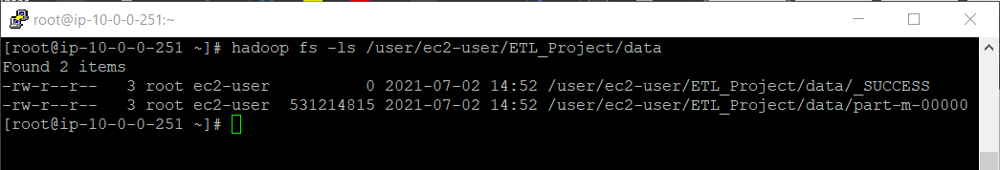 root@ip-10-0-0-251:~
[root@ip-10-0-0-251 ~]# hadoop fs -ls /user/ec2-user/ETL_Project/data
Found 2 items
-rw-r--r--   3 root ec2-user          0 2021-07-02 14:52 /user/ec2-user/ETL_Project/data/_SUCCESS
-rw-r--r--   3 root ec2-user  531214815 2021-07-02 14:52 /user/ec2-user/ETL_Project/data/part-m-00000
[root@ip-10-0-0-251 ~]#